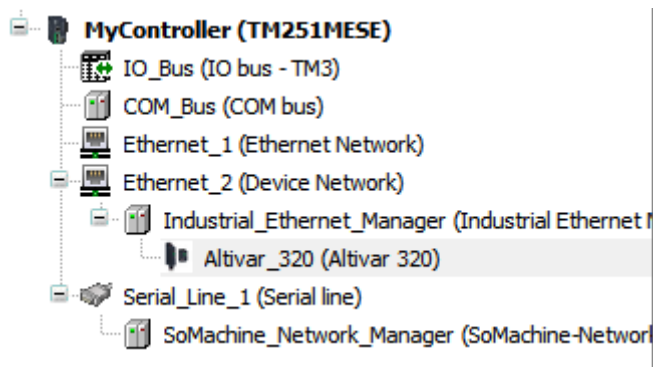 MyController (TM251MESE)
IO_Bus (IO bus - TM3)
COM_Bus (COM bus)
Ethernet_1 (Ethernet Network)
Ethernet_2 (Device Network)
Industrial_Ethernet_Manager (Industrial Ethernet
Altivar_320 (Altivar 320)
Serial_Line_1 (Serial line)
SoMachine_Network_Manager (SoMachine-Network